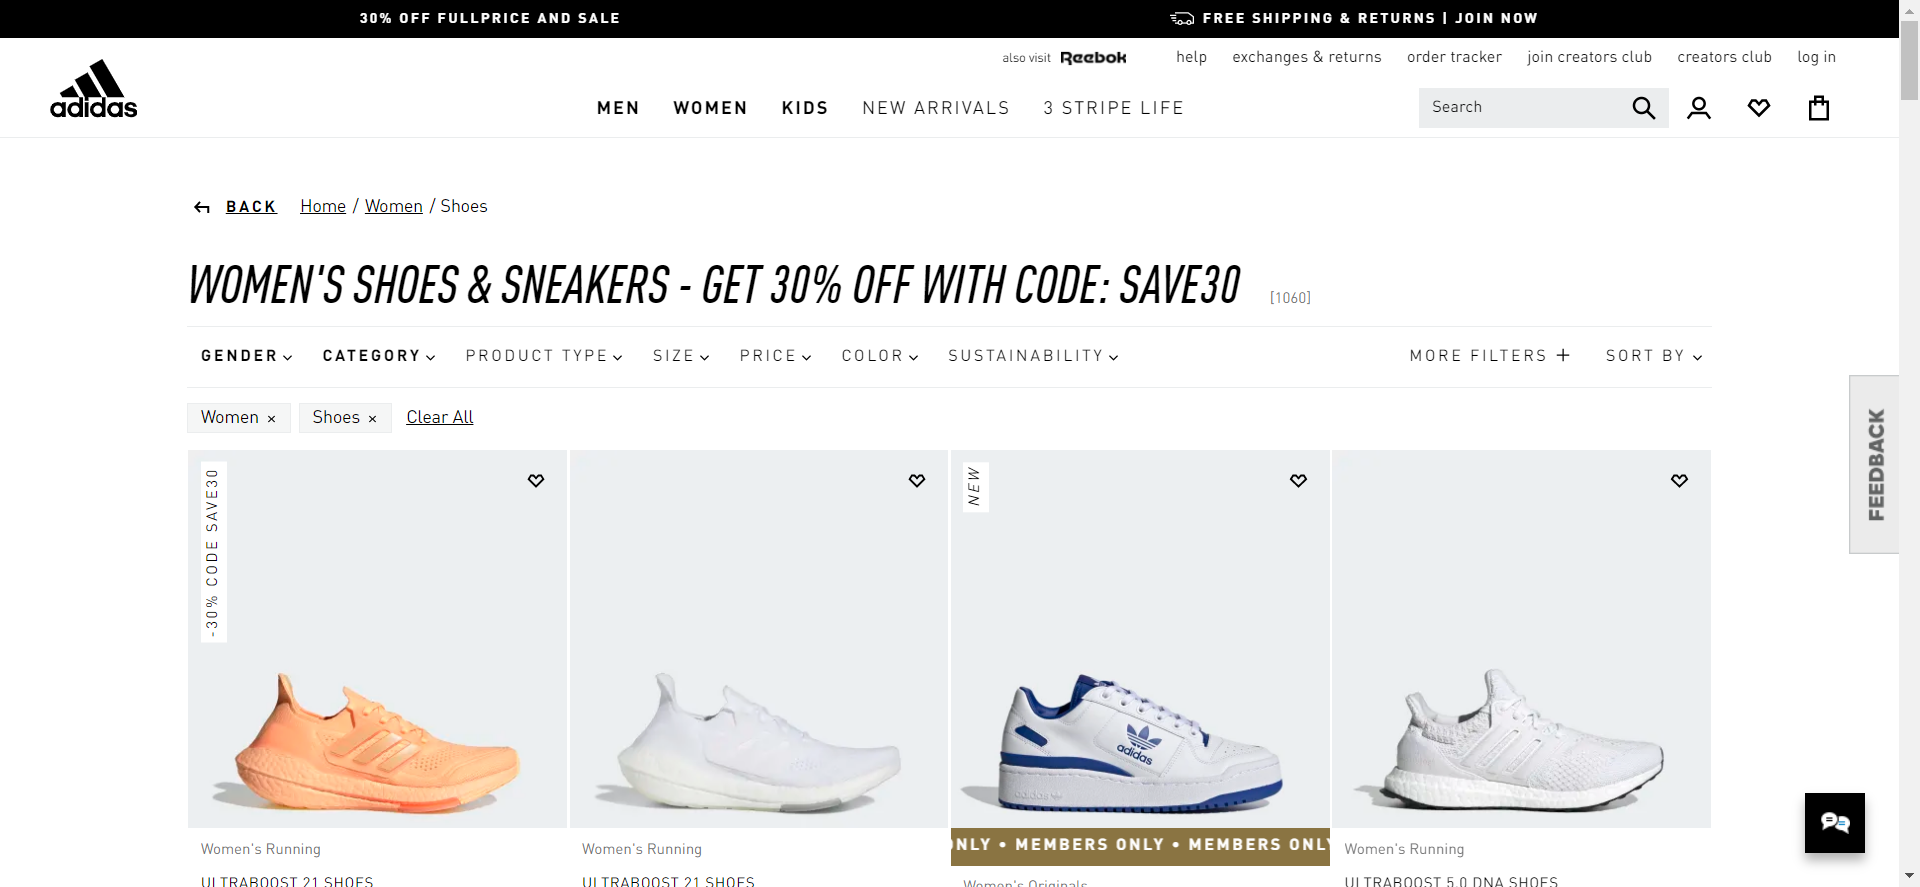 30% OFF FULLPRICE AND SALE
FREE SHIPPING & RETURNS | JOIN NOW
also visit Reebok help exchanges & returns order tracker join creators club creators club log in
adidas
MEN WOMEN KIDS NEW ARRIVALS 3 STRIPE LIFE
Search
BACK Home / Women / Shoes
WOMEN'S SHOES & SNEAKERS - GET 30% OFF WITH CODE: SAVE30 [1060]
GENDER CATEGORY PRODUCT TYPE SIZE PRICE COLOR SUSTAINABILITY MORE FILTERS + SORT BY
Women × Shoes × Clear All
FEEDBACK
-30% CODE SAVE30
NEW
adidas
adidas
ONLY • MEMBERS ONLY • MEMBERS ONLY
Women's Running
ULTRABOOST 21 SHOES
Women's Running
ULTRABOOST 21 SHOES
Women's Originals
Women's Running
ULTRABOOST 5.0 DNA SHOES